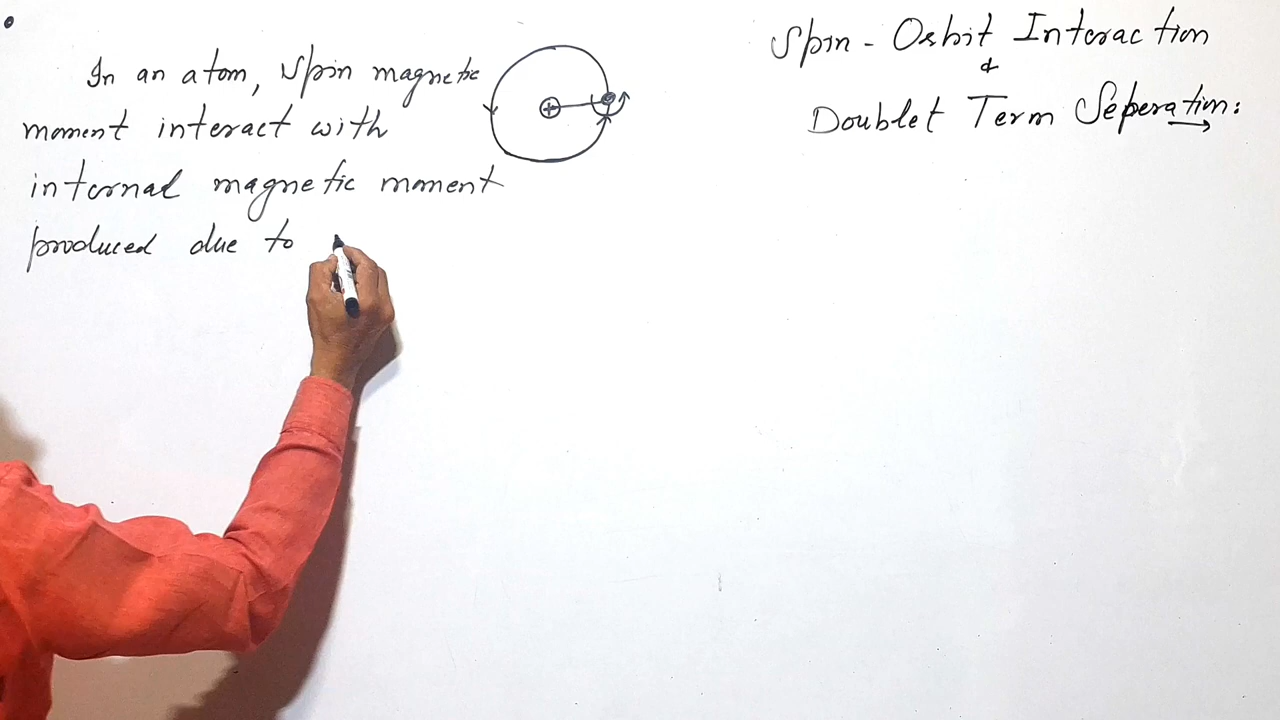 Spin - Orbit Interaction
&
Doublet Term Seperation:
In an atom, Spin magnetic
moment interact with
internal magnetic moment
produced due to